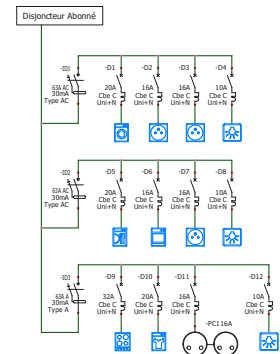 Disjoncteur Abonné
-ID1
63A AC
30mA
Type AC
-D1
20A
Cbe C
Uni+N
-D2
16A
Cbe C
Uni+N
-D3
16A
Cbe C
Uni+N
-D4
10A
Cbe C
Uni+N
-ID2
63A AC
30mA
Type AC
-D5
20A
Cbe C
Uni+N
-D6
16A
Cbe C
Uni+N
-D7
16A
Cbe C
Uni+N
-D8
10A
Cbe C
Uni+N
-ID3
63A A
30mA
Type A
-D9
32A
Cbe C
Uni+N
-D10
20A
Cbe C
Uni+N
-D11
16A
Cbe C
Uni+N
-D12
10A
Cbe C
Uni+N
-PC116A